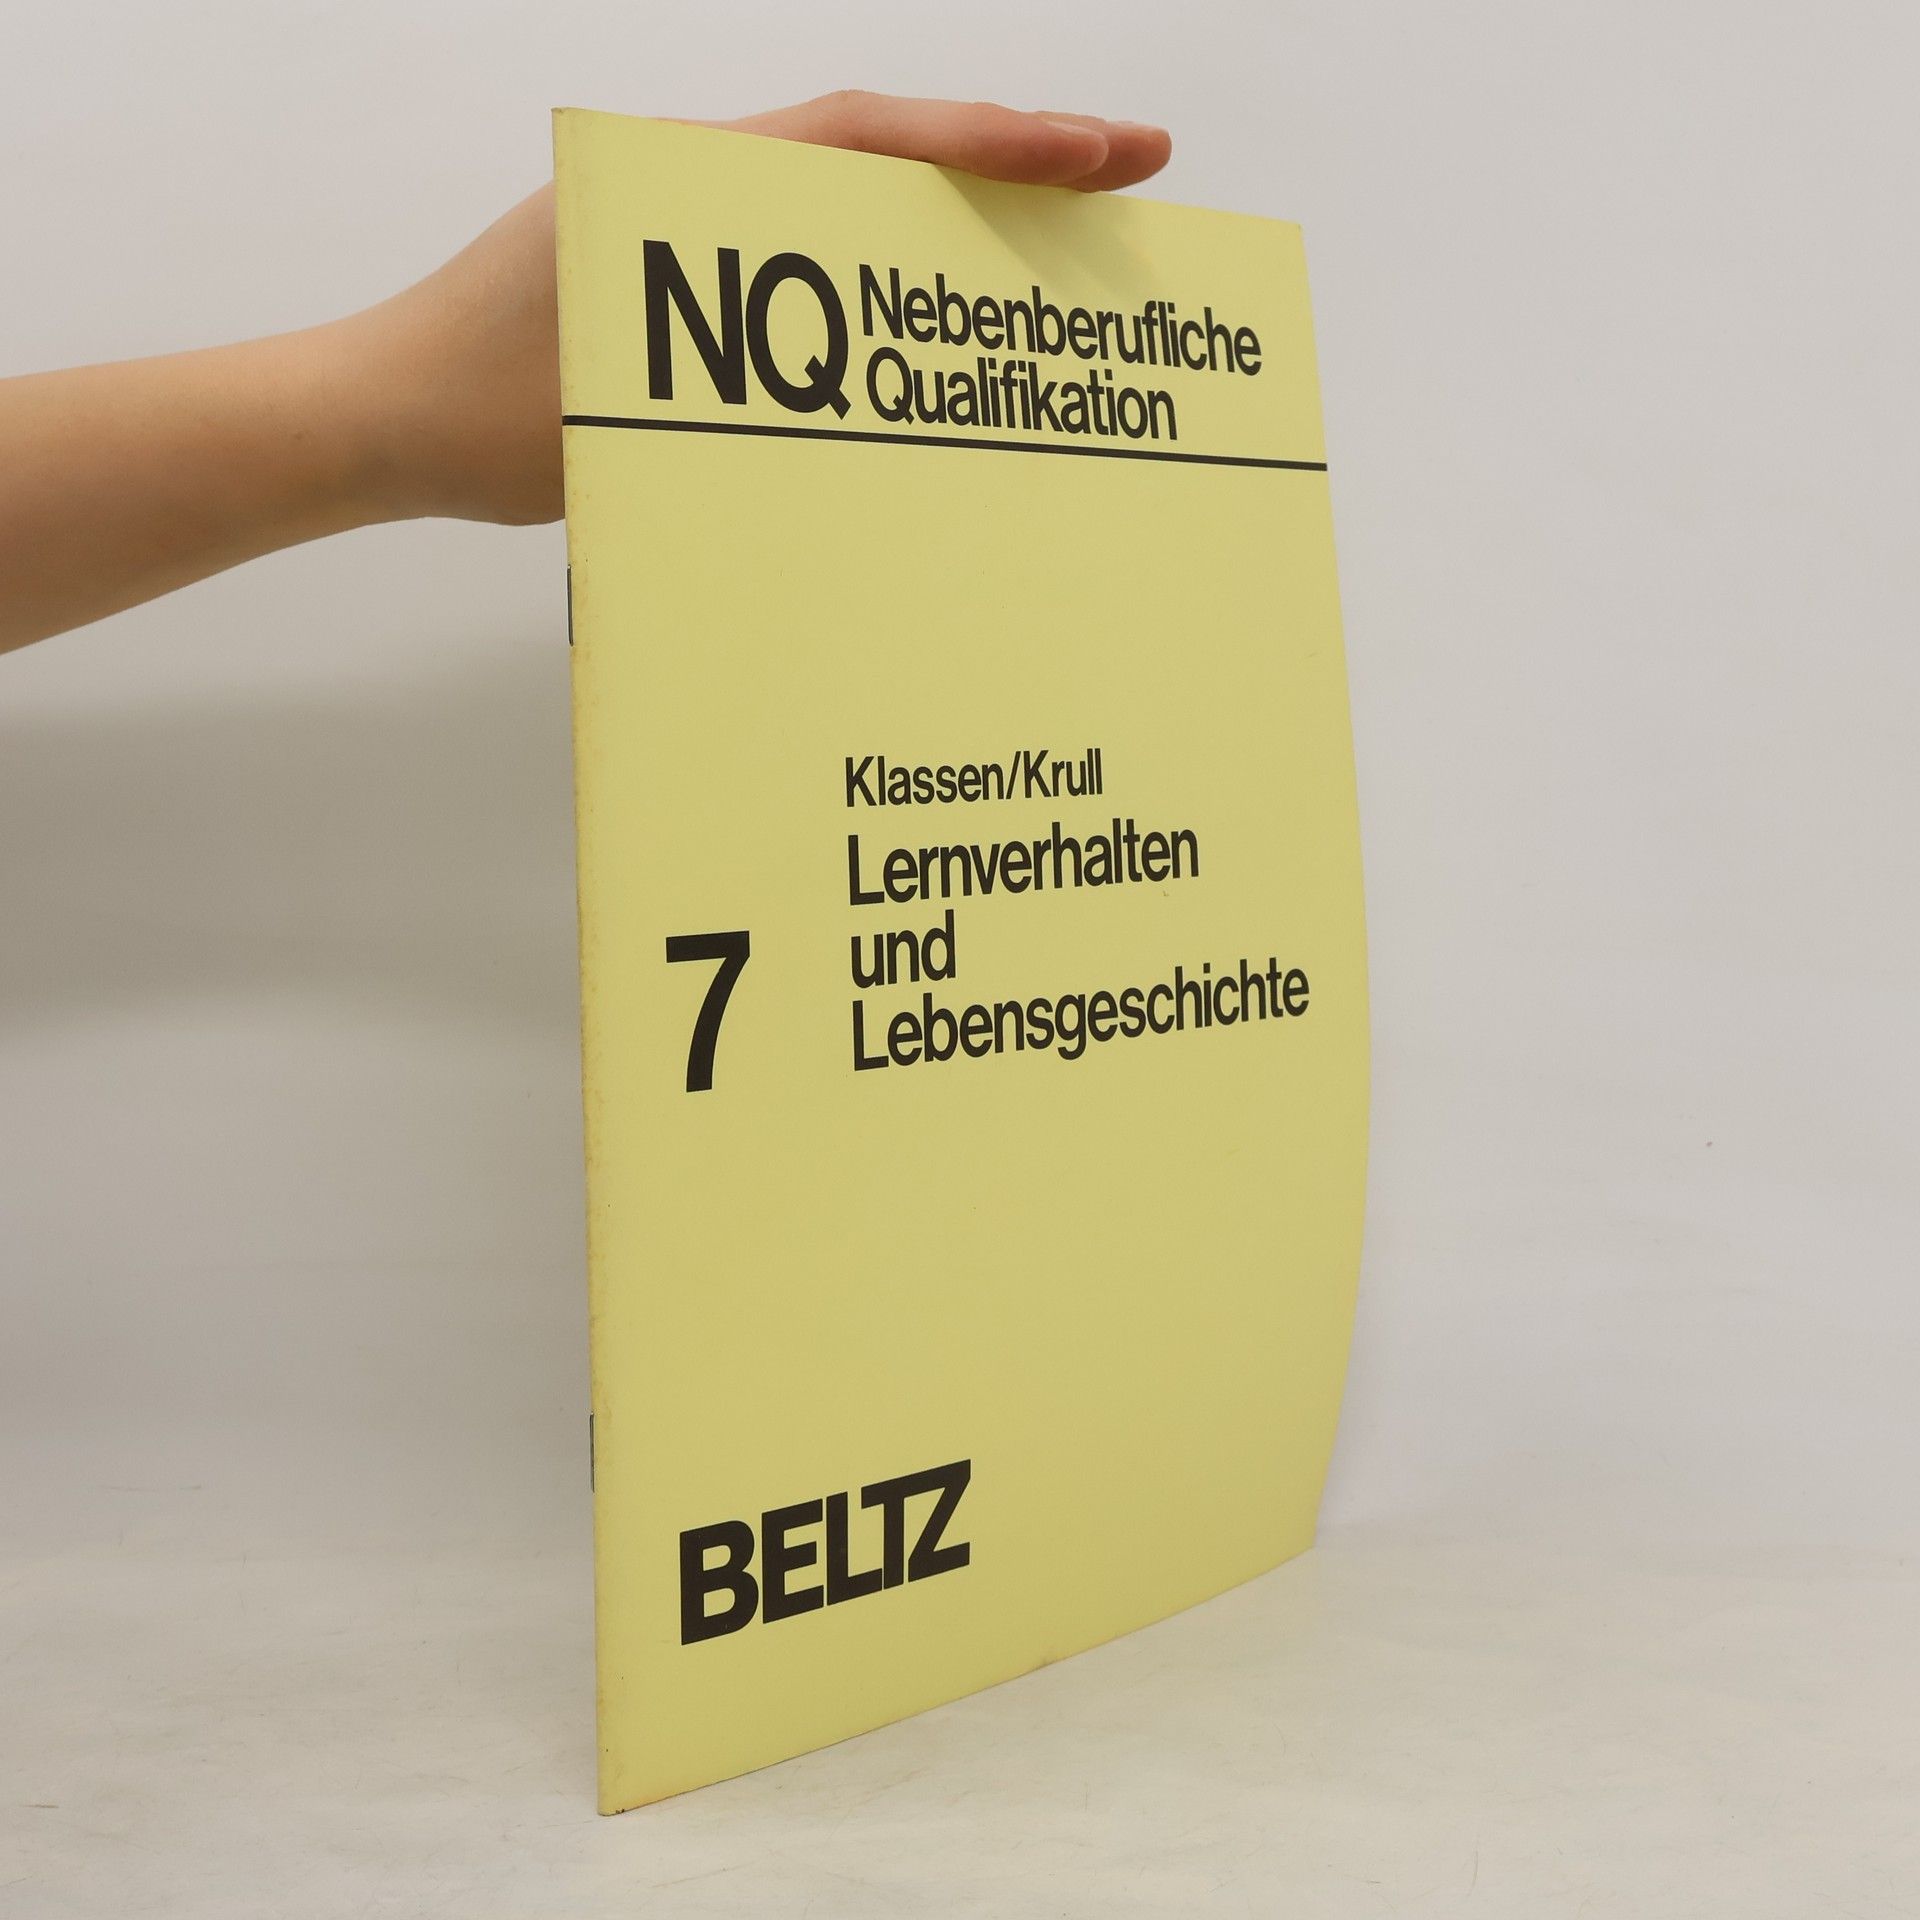 NQ Nebenberufliche
Qualifikation
Klassen/Krull
Lernverhalten
und
Lebensgeschichte
7
BELTZ